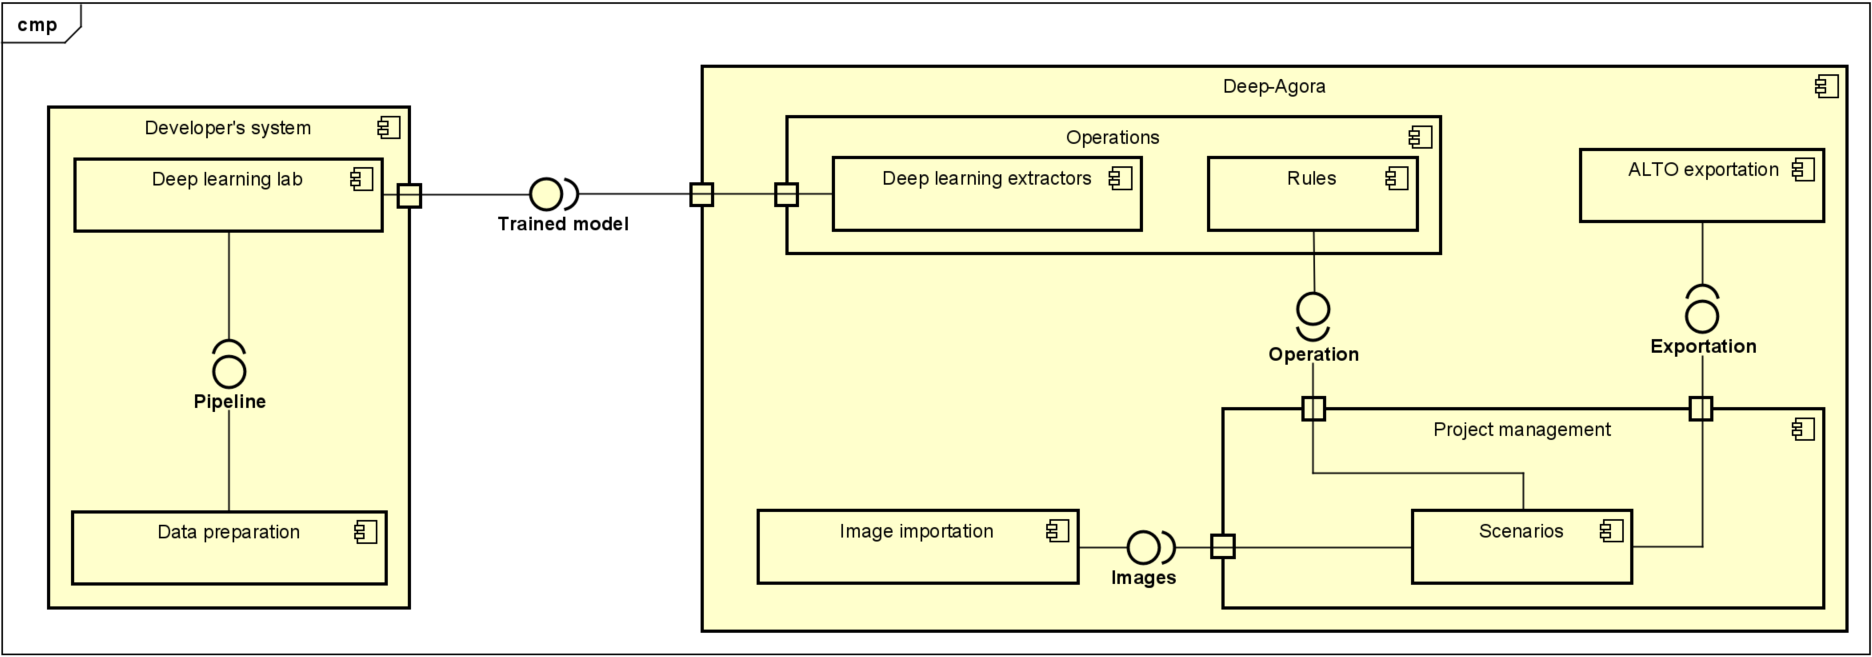 cmp
Developer's system
Deep learning lab
Pipeline
Data preparation
Trained model
Deep-Agora
Operations
Deep learning extractors
Rules
ALTO exportation
Operation
Exportation
Project management
Image importation
Images
Scenarios